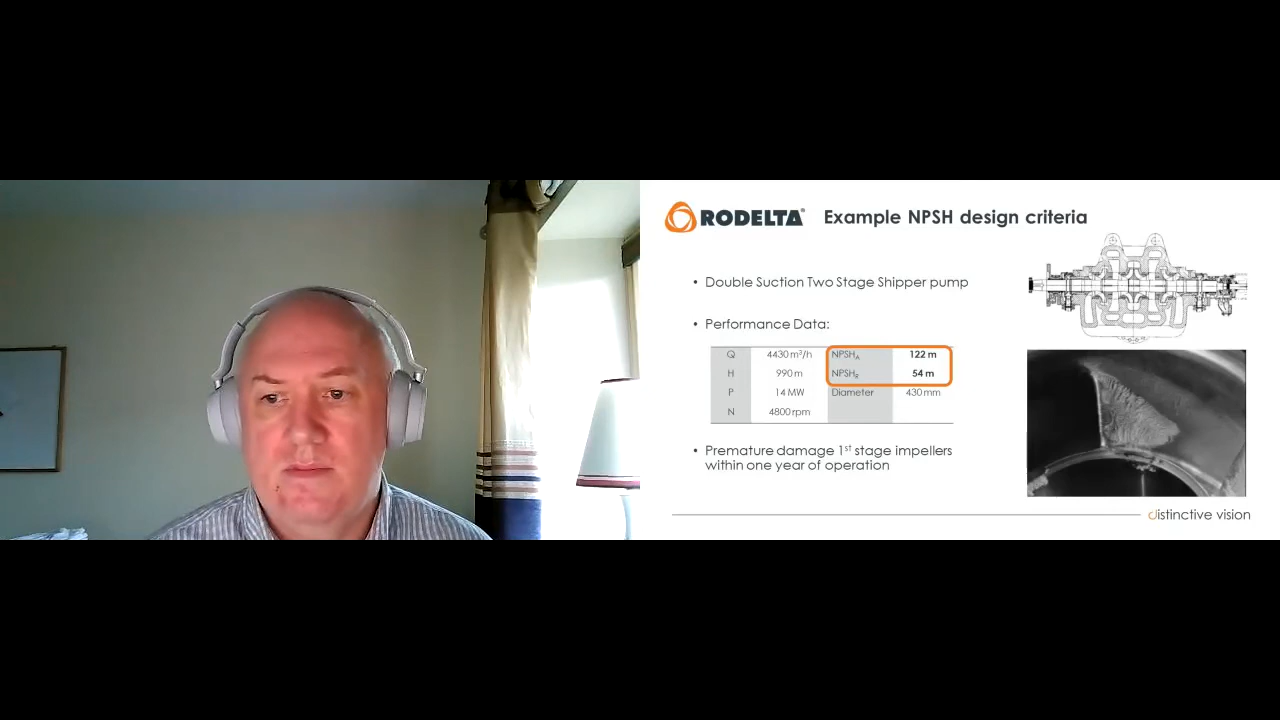 RODELTA® Example NPSH design criteria
• Double Suction Two Stage Shipper pump
• Performance Data:
Q 4430 m³/h NPSHA 122 m
H 990 m NPSHR 54 m
P 14 MW Diameter 430 mm
N 4800 rpm
• Premature damage 1st stage impellers
within one year of operation
distinctive vision